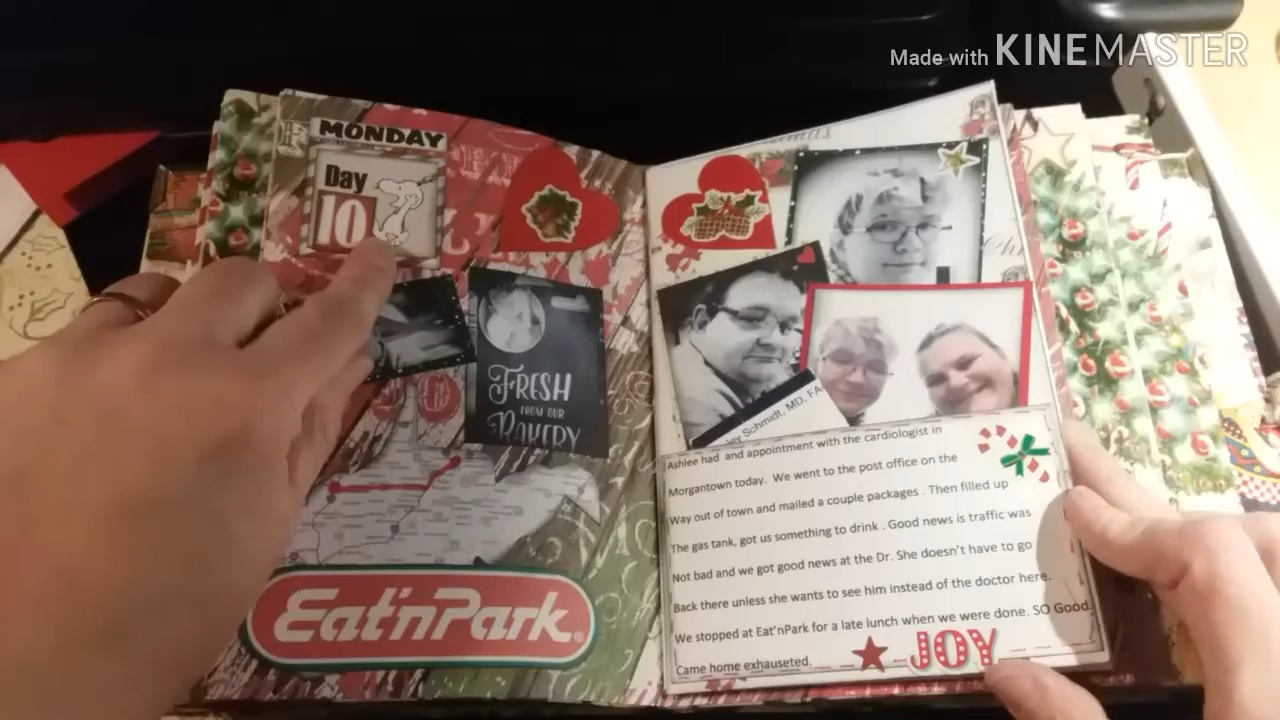 Made with KINEMASTER
MONDAY
Day
10
FRESH
FROM OUR
BAKERY
Eat'nPark
ey Schmidt, MD, FA
Ashlee had and appointment with the cardiologist in
Morgantown today. We went to the post office on the
Way out of town and mailed a couple packages . Then filled up
The gas tank, got us something to drink . Good news is traffic was
Not bad and we got good news at the Dr. She doesn't have to go
Back there unless she wants to see him instead of the doctor here.
We stopped at Eat'nPark for a late lunch when we were done. SO Good.
Came home exhauseted.
JOY